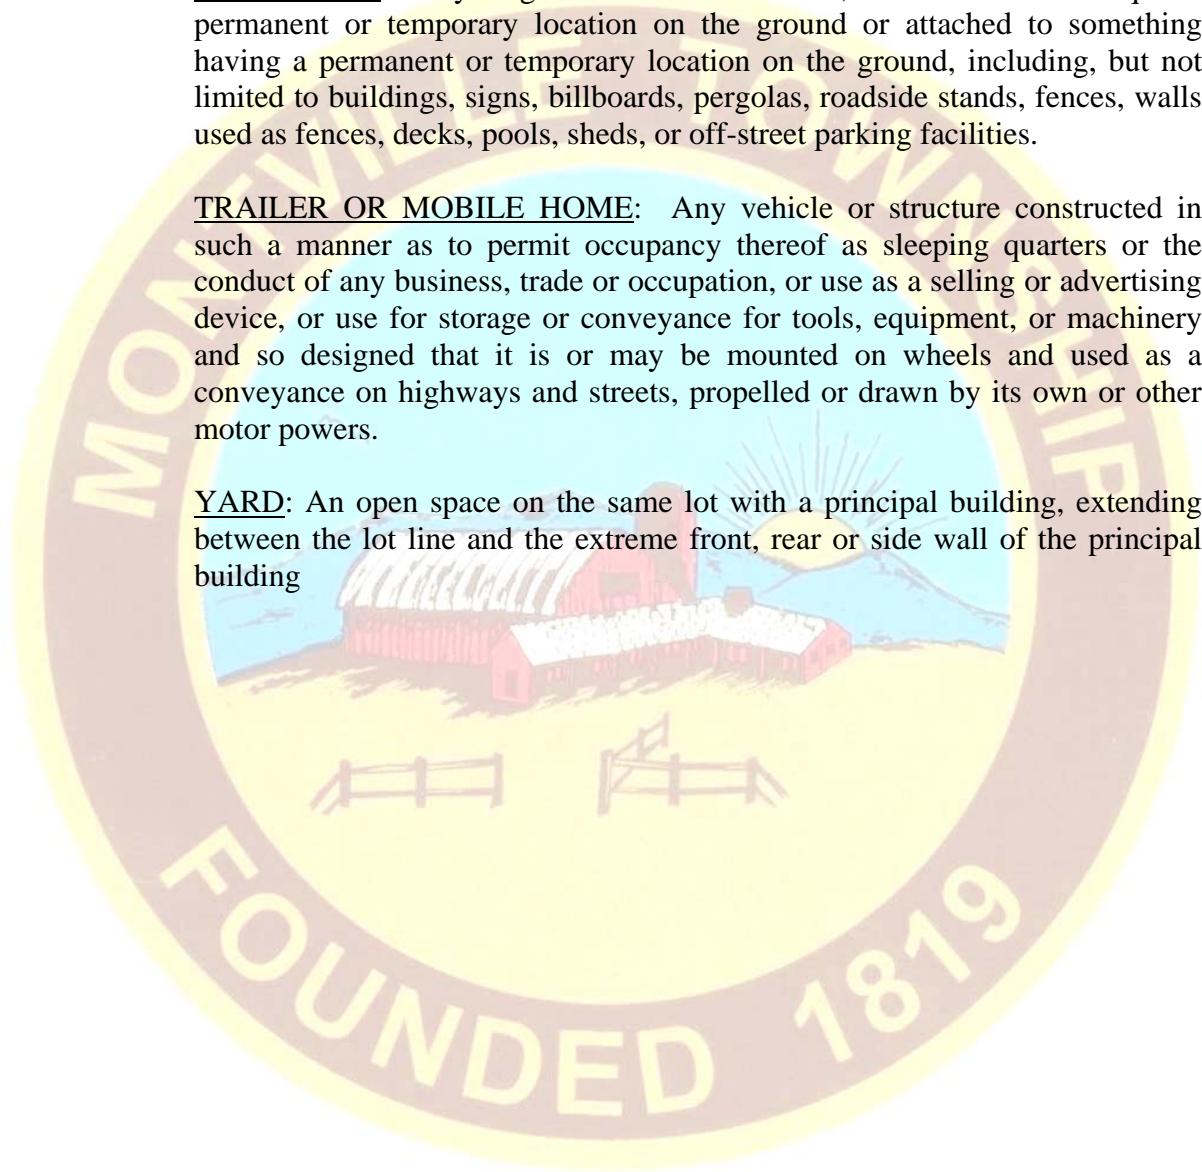 permanent or temporary location on the ground or attached to something
having a permanent or temporary location on the ground, including, but not
limited to buildings, signs, billboards, pergolas, roadside stands, fences, walls
used as fences, decks, pools, sheds, or off-street parking facilities.
TRAILER OR MOBILE HOME: Any vehicle or structure constructed in
such a manner as to permit occupancy thereof as sleeping quarters or the
conduct of any business, trade or occupation, or use as a selling or advertising
device, or use for storage or conveyance for tools, equipment, or machinery
and so designed that it is or may be mounted on wheels and used as a
conveyance on highways and streets, propelled or drawn by its own or other
motor powers.
YARD: An open space on the same lot with a principal building, extending
between the lot line and the extreme front, rear or side wall of the principal
building
MONTVILLE TOWNSHIP
FOUNDED 1819